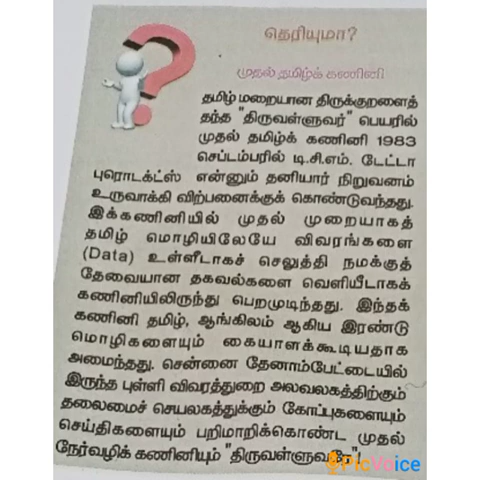 தெரியுமா?
முதல் தமிழ்க் கணினி
தமிழ் மறையான திருக்குறளைத்
தந்த "திருவள்ளுவர்" பெயரில்
முதல் தமிழ்க் கணினி 1983
செப்டம்பரில் டி.சி.எம். டேட்டா
புரொடக்ட்ஸ் என்னும் தனியார் நிறுவனம்
உருவாக்கி விற்பனைக்குக் கொண்டுவந்தது.
இக்கணினியில் முதல் முறையாகத்
தமிழ் மொழியிலேயே விவரங்களை
(Data) உள்ளீடாகச் செலுத்தி நமக்குத்
தேவையான தகவல்களை வெளியீடாகக்
கணினியிலிருந்து பெறமுடிந்தது. இந்தக்
கணினி தமிழ், ஆங்கிலம் ஆகிய இரண்டு
மொழிகளையும் கையாளக்கூடியதாக
அமைந்தது. சென்னை தேனாம்பேட்டையில்
இருந்த புள்ளி விவரத்துறை அலவலகத்திற்கும்
தலைமைச் செயலகத்துக்கும் கோப்புகளையும்
செய்திகளையும் பறிமாறிக்கொண்ட முதல்
நேர்வழிக் கணினியும் "திருவள்ளுவரே"!
PicVoice